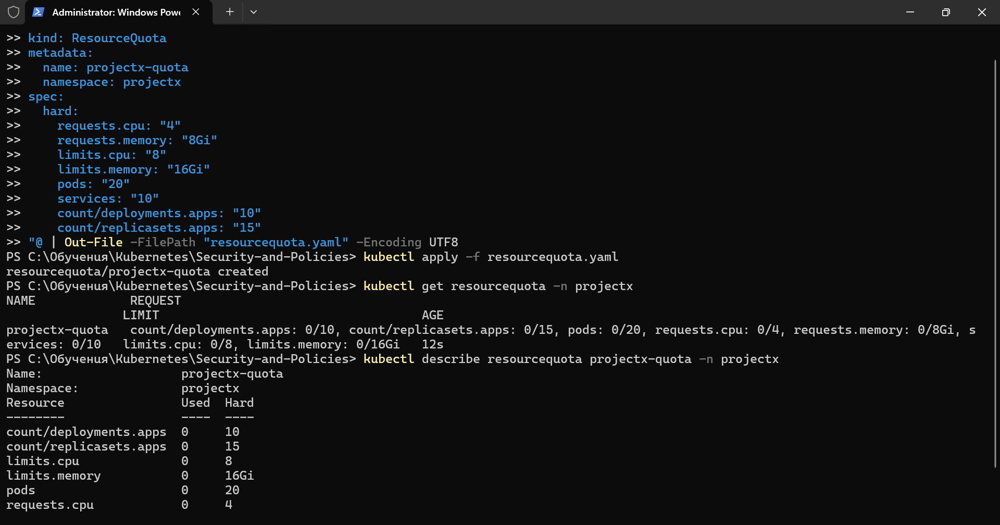 Administrator: Windows Pow
>> kind: ResourceQuota
>> metadata:
>>   name: projectx-quota
>>   namespace: projectx
>> spec:
>>   hard:
>>     requests.cpu: "4"
>>     requests.memory: "8Gi"
>>     limits.cpu: "8"
>>     limits.memory: "16Gi"
>>     pods: "20"
>>     services: "10"
>>     count/deployments.apps: "10"
>>     count/replicasets.apps: "15"
>> "@ | Out-File -FilePath "resourcequota.yaml" -Encoding UTF8
PS C:\Обучения\Kubernetes\Security-and-Policies> kubectl apply -f resourcequota.yaml
resourcequota/projectx-quota created
PS C:\Обучения\Kubernetes\Security-and-Policies> kubectl get resourcequota -n projectx
NAME             REQUEST
                LIMIT                                    AGE
projectx-quota   count/deployments.apps: 0/10, count/replicasets.apps: 0/15, pods: 0/20, requests.cpu: 0/4, requests.memory: 0/8Gi, s
ervices: 0/10   limits.cpu: 0/8, limits.memory: 0/16Gi   12s
PS C:\Обучения\Kubernetes\Security-and-Policies> kubectl describe resourcequota projectx-quota -n projectx
Name:                   projectx-quota
Namespace:              projectx
Resource                Used  Hard
--------                ----  ----
count/deployments.apps  0     10
count/replicasets.apps  0     15
limits.cpu              0     8
limits.memory           0     16Gi
pods                    0     20
requests.cpu            0     4